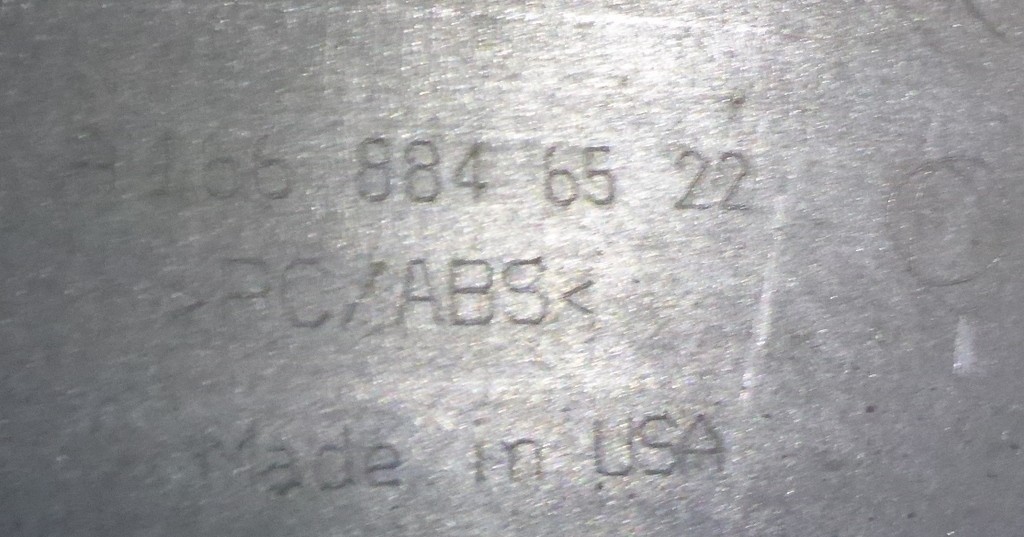 A 166 884 65 22
>PC/ABS<
Made in USA